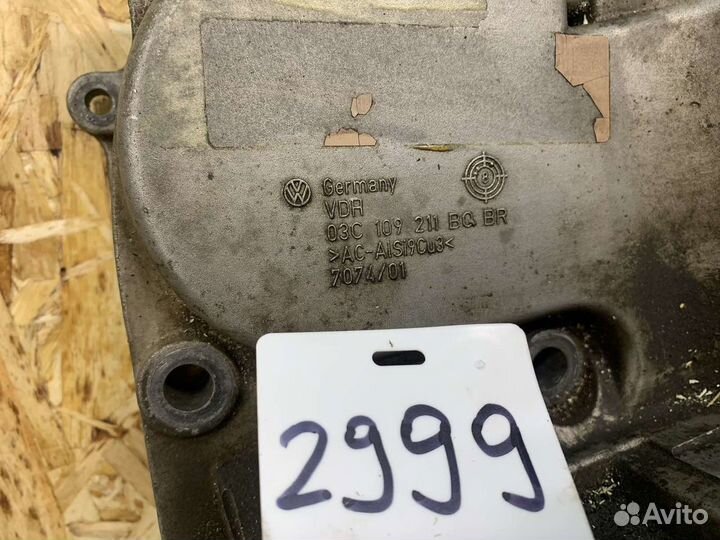 Germany
VDR
03C 109 211 BQ BR
>AC-AlSi9Cu3<
7074/01
2999
Avito